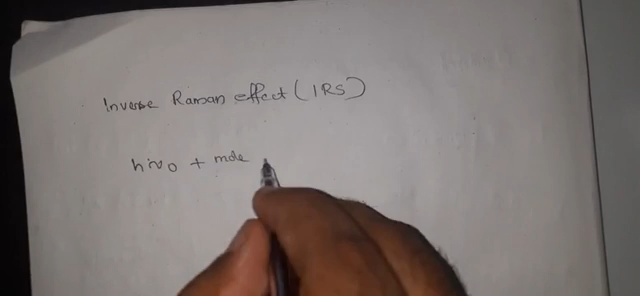 Inverse Raman effect (IRS)
hν0 + mole